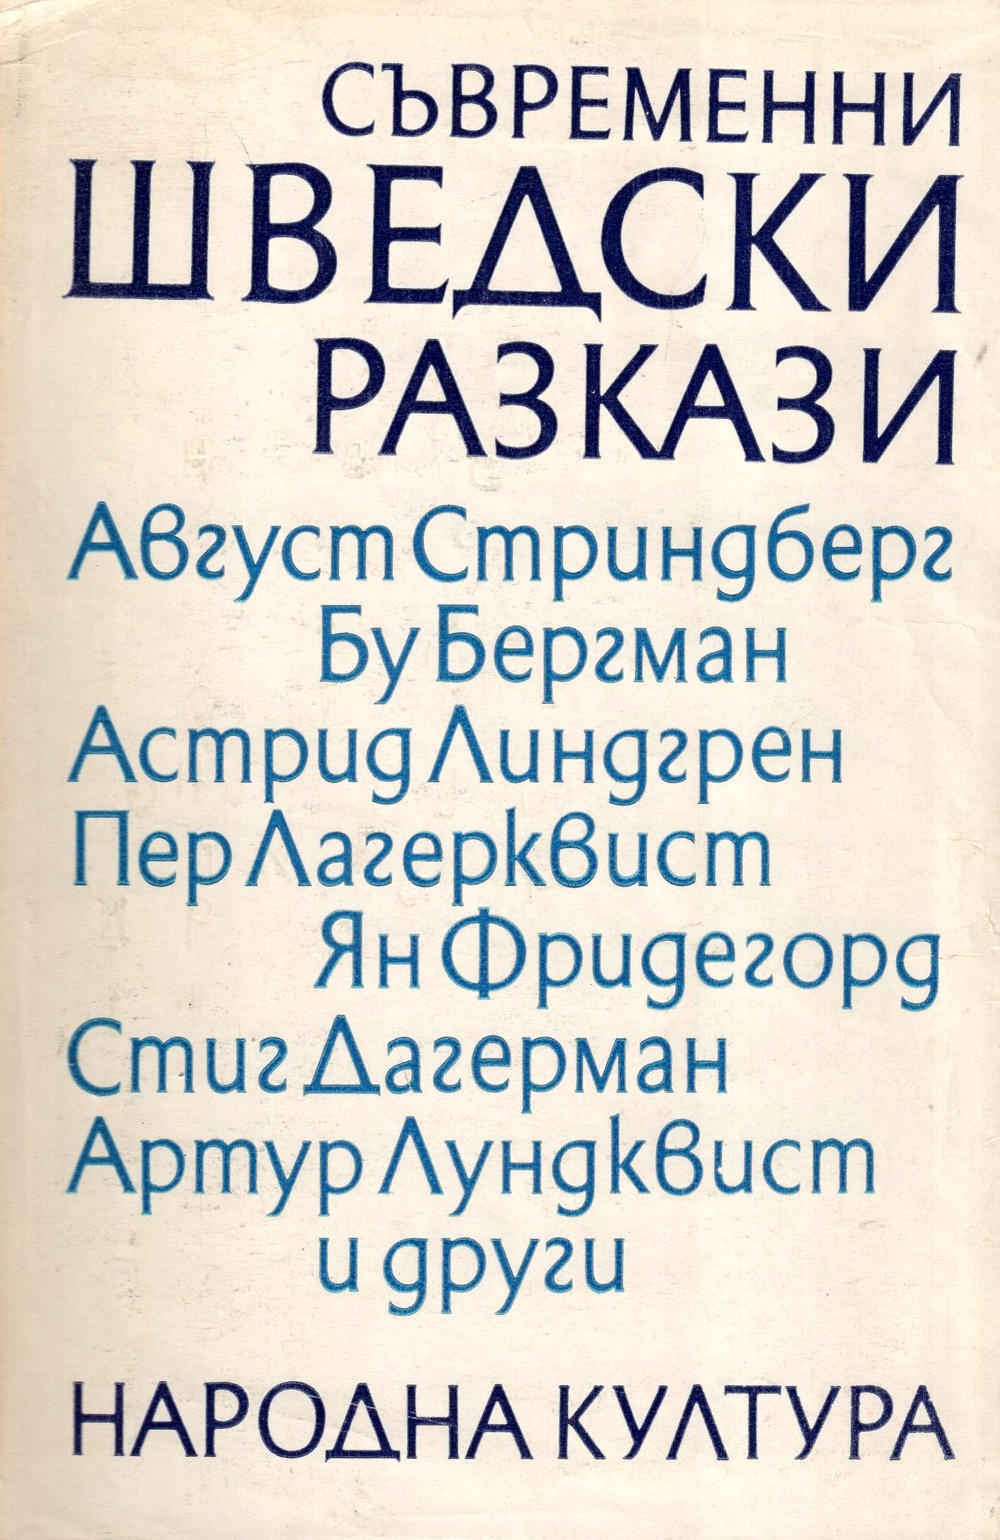 СЪВРЕМЕННИ
ШВЕДСКИ
РАЗКАЗИ
Август Стриндберг
Бу Бергман
Астрид Линдгрен
Пер Лагерквист
Ян Фридегорд
Стиг Дагерман
Артур Лундквист
и други
НАРОДНА КУЛТУРА